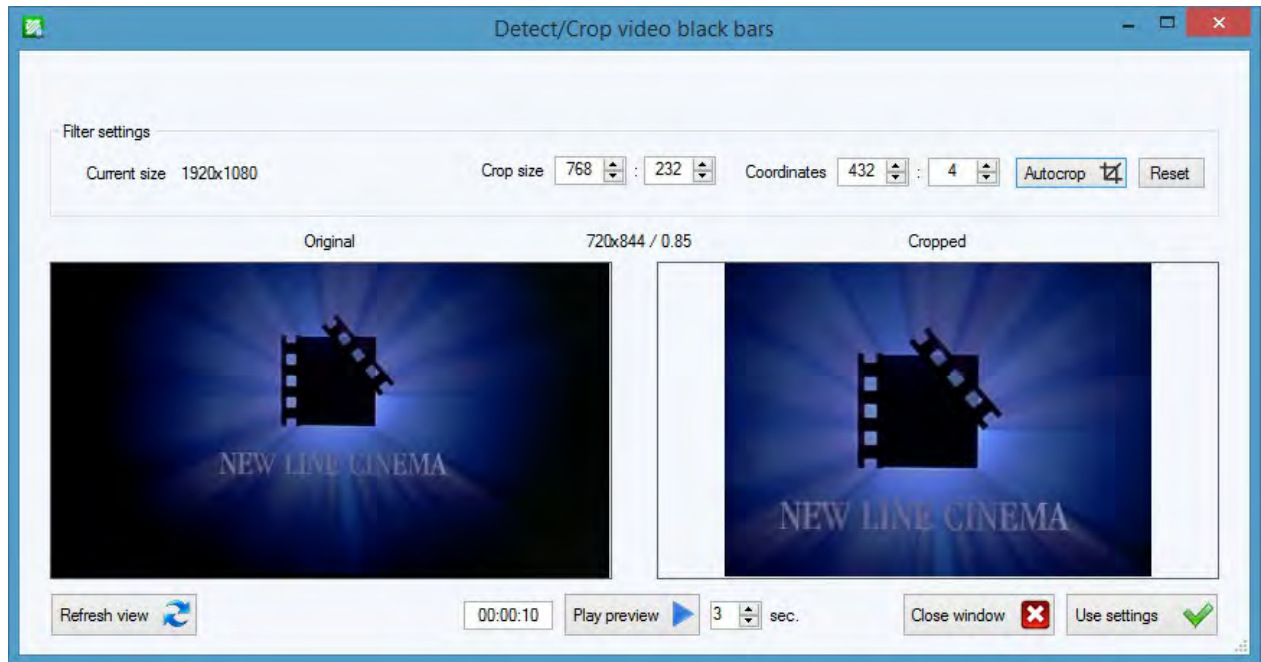 Detect/Crop video black bars
Filter settings
Current size 1920x1080 Crop size 768 : 232 Coordinates 432 : 4 Autocrop Reset
Original 720x844 / 0.85 Cropped
NEW LINE CINEMA
NEW LINE CINEMA
Refresh view 00:00:10 Play preview 3 sec. Close window Use settings